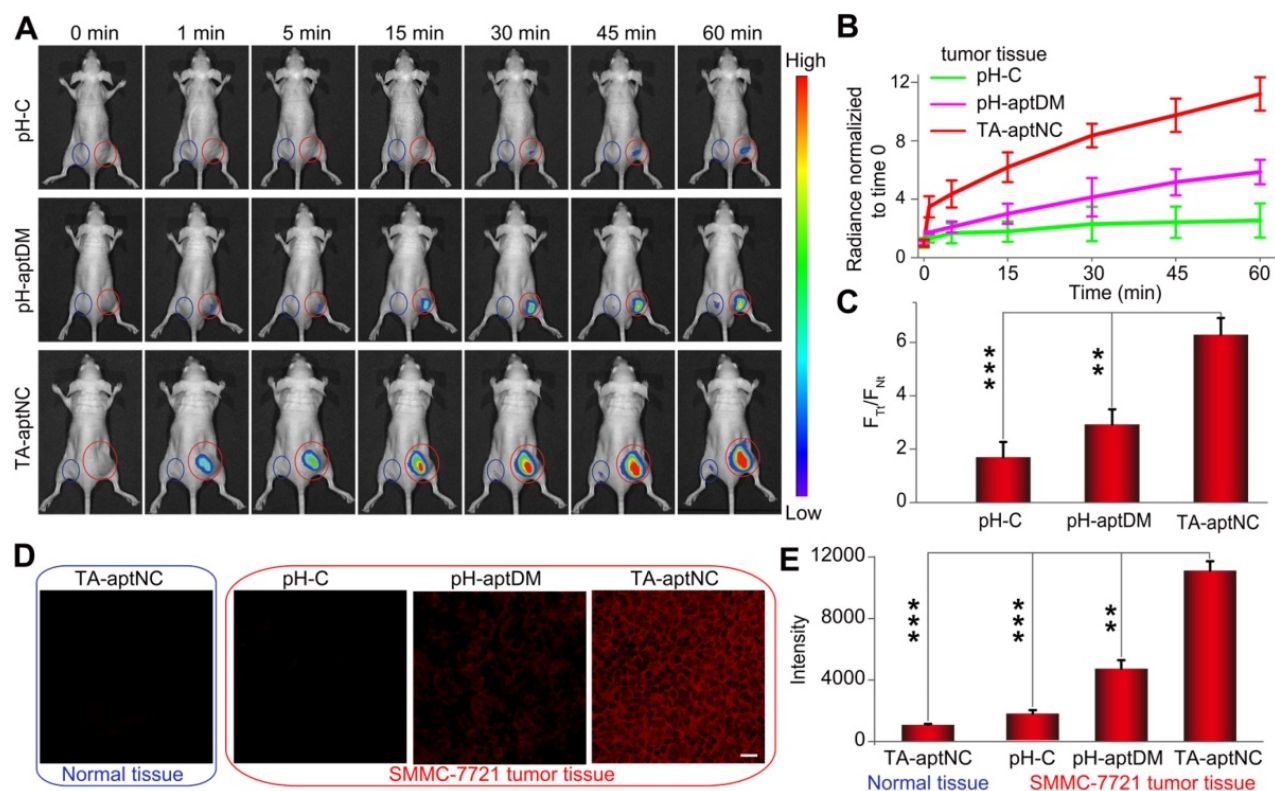 A
0 min 1 min 5 min 15 min 30 min 45 min 60 min
pH-C
pH-aptDM
TA-aptNC
High
Low
B
tumor tissue
pH-C
pH-aptDM
TA-aptNC
Radiance normalizied
to time 0
12
8
4
0
0 15 30 45 60
Time (min)
C
F_Tt/F_Nt
6
4
2
0
***
**
pH-C pH-aptDM TA-aptNC
D
TA-aptNC pH-C pH-aptDM TA-aptNC
Normal tissue SMMC-7721 tumor tissue
E
Intensity
12000
8000
4000
0
***
***
**
TA-aptNC pH-C pH-aptDM TA-aptNC
Normal tissue SMMC-7721 tumor tissue